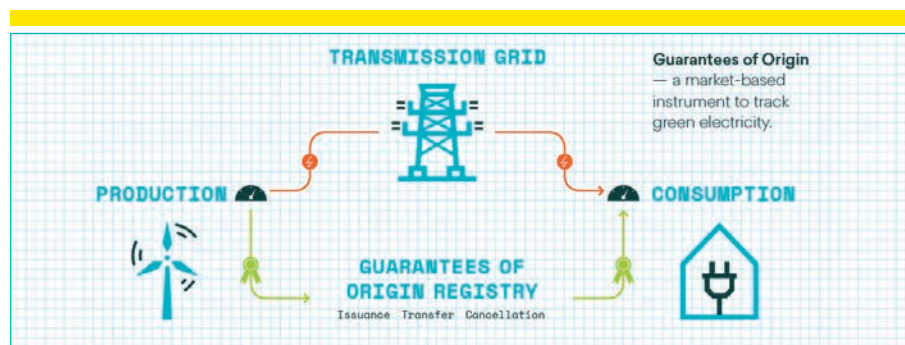 TRANSMISSION GRID
Guarantees of Origin
— a market-based
instrument to track
green electricity.
PRODUCTION
CONSUMPTION
GUARANTEES OF
ORIGIN REGISTRY
Issuance Transfer Cancellation